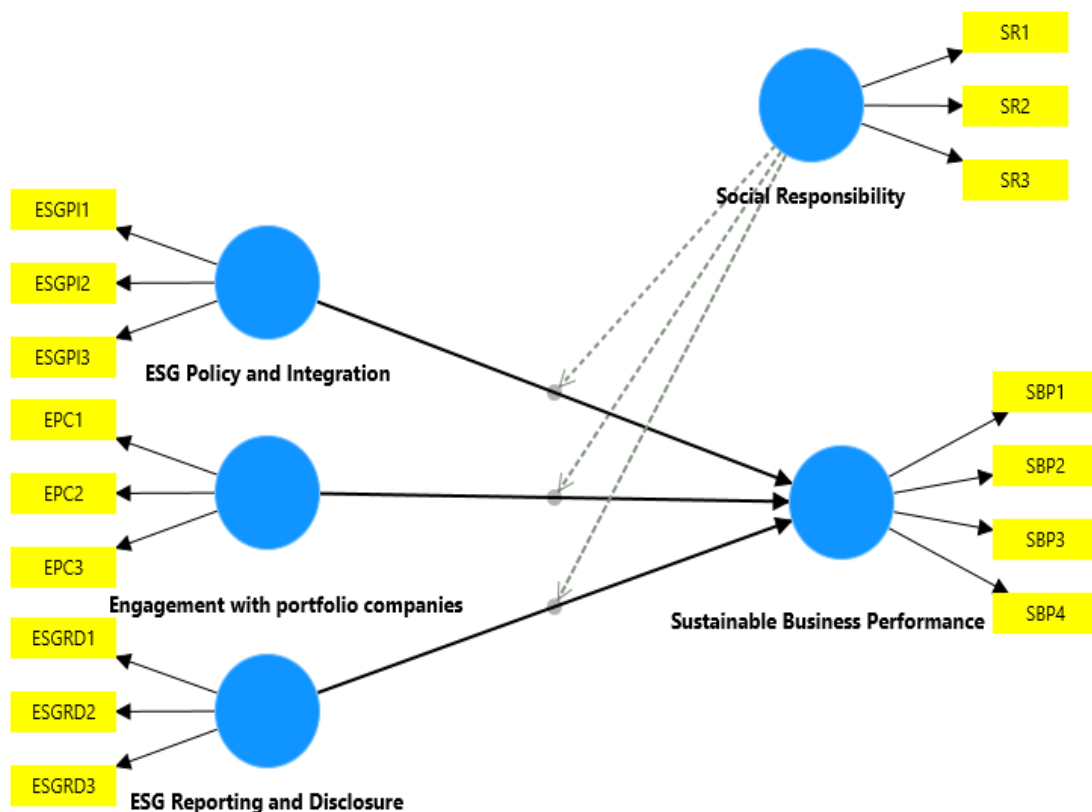 SR1
SR2
SR3
Social Responsibility
ESGPI1
ESGPI2
ESGPI3
ESG Policy and Integration
EPC1
EPC2
EPC3
Engagement with portfolio companies
ESGRD1
ESGRD2
ESGRD3
ESG Reporting and Disclosure
SBP1
SBP2
SBP3
SBP4
Sustainable Business Performance